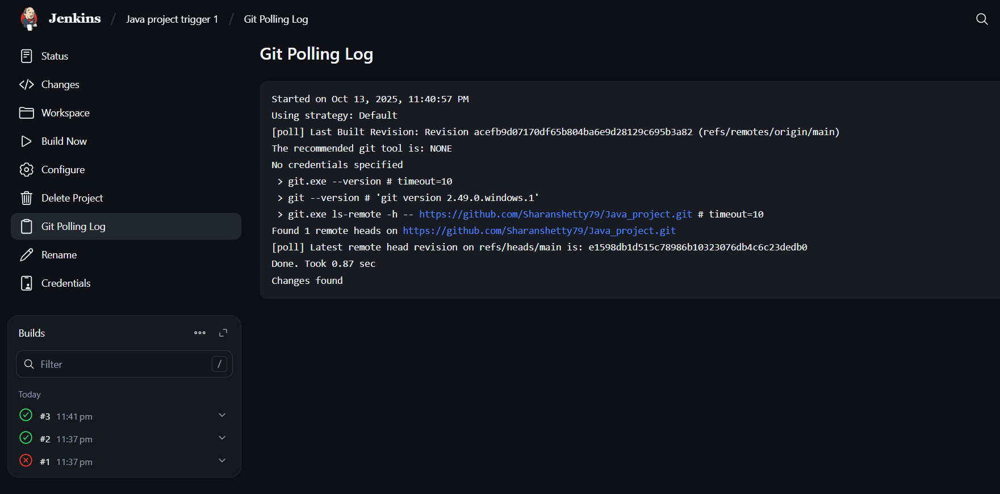 Jenkins / Java project trigger 1 / Git Polling Log
Status
Changes
Workspace
Build Now
Configure
Delete Project
Git Polling Log
Rename
Credentials
Builds
Filter /
Today
#3 11:41 pm
#2 11:37 pm
#1 11:37 pm
Git Polling Log
Started on Oct 13, 2025, 11:40:57 PM
Using strategy: Default
[poll] Last Built Revision: Revision acefb9d07170df65b804ba6e9d28129c695b3a82 (refs/remotes/origin/main)
The recommended git tool is: NONE
No credentials specified
> git.exe --version # timeout=10
> git --version # 'git version 2.49.0.windows.1'
> git.exe ls-remote -h -- https://github.com/Sharanshetty79/Java_project.git # timeout=10
Found 1 remote heads on https://github.com/Sharanshetty79/Java_project.git
[poll] Latest remote head revision on refs/heads/main is: e1598db1d515c78986b10323076db4c6c23dedb0
Done. Took 0.87 sec
Changes found